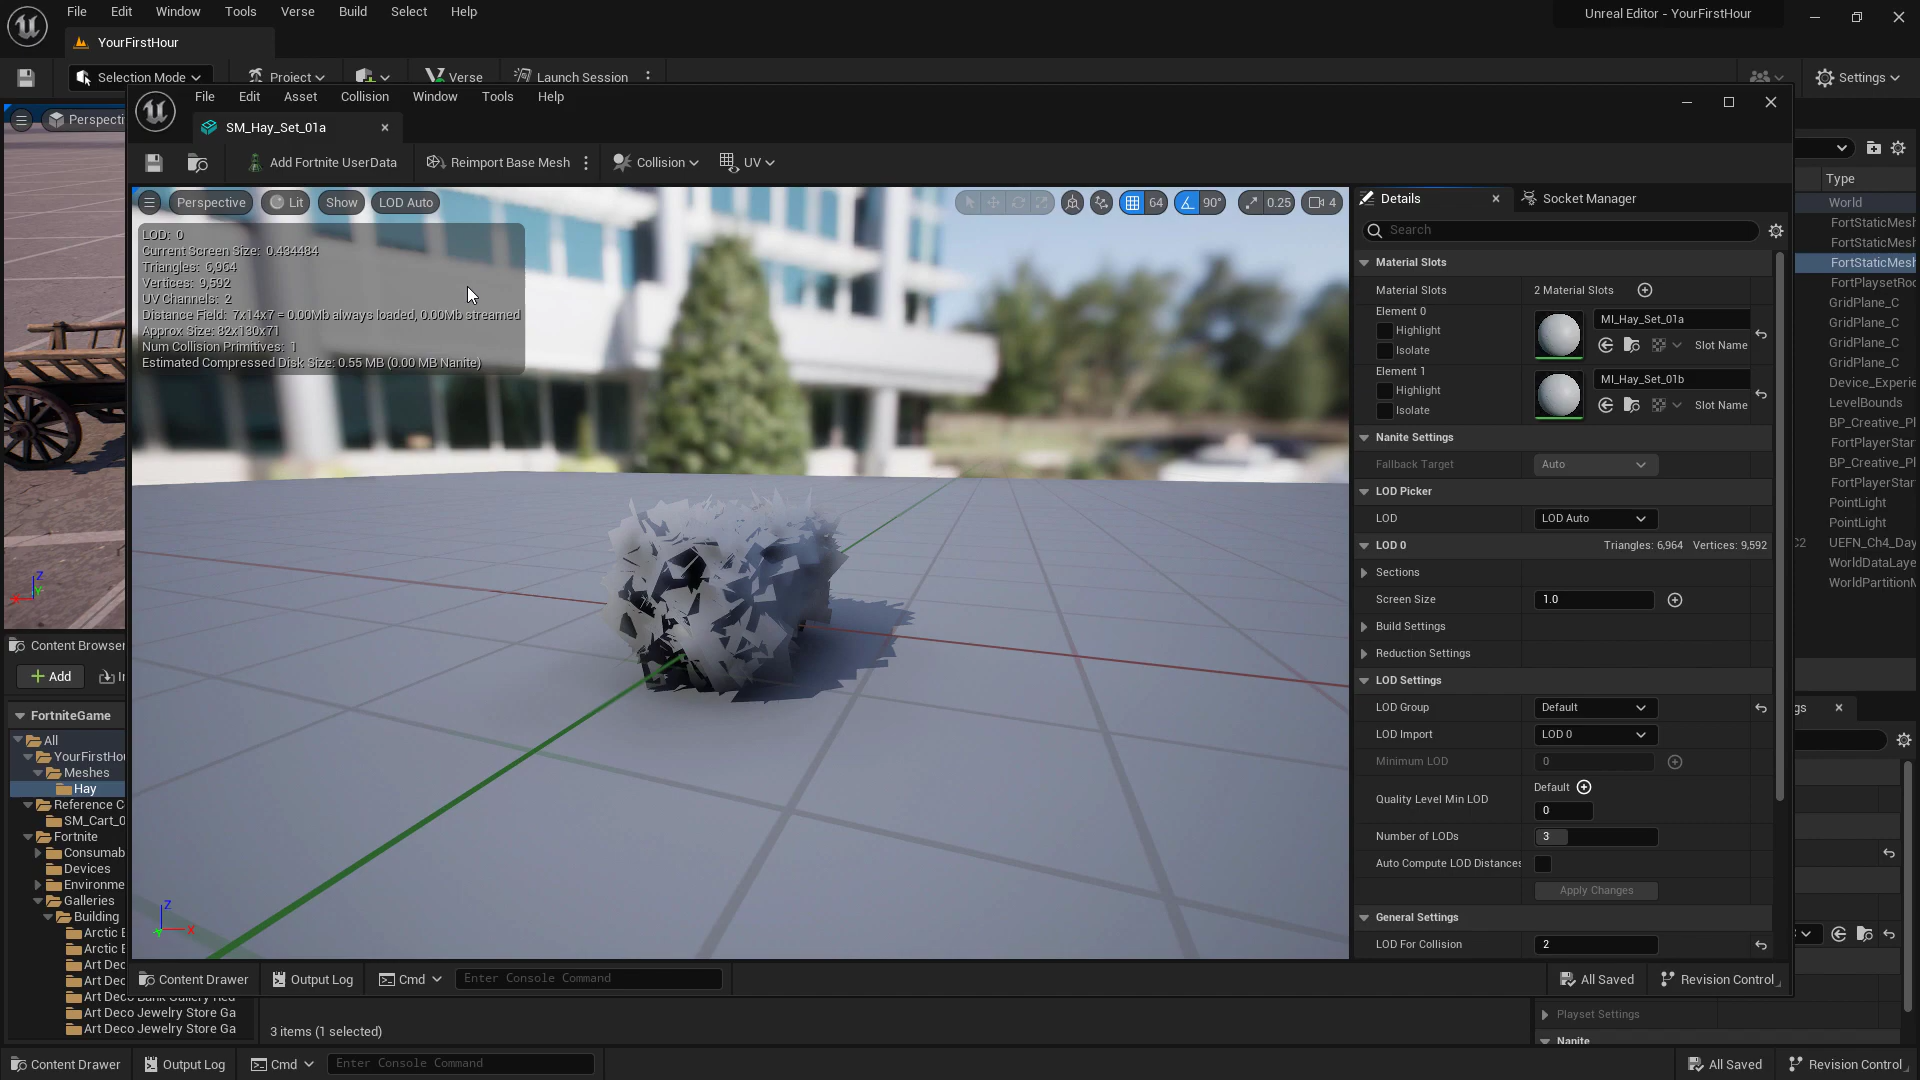 File Edit Window Tools Verse Build Select Help
Unreal Editor - YourFirstHour
YourFirstHour
Selection Mode
Project
Verse
Launch Session
Settings
File Edit Asset Collision Window Tools Help
SM_Hay_Set_01a
Add Fortnite UserData
Reimport Base Mesh
Collision
UV
Perspective
Lit
Show
LOD Auto
64
90°
0.25
4
LOD: 0
Current Screen Size: 0.434484
Triangles: 6,964
Vertices: 9,592
UV Channels: 2
Distance Field: 7x14x7 = 0.00Mb always loaded, 0.00Mb streamed
Approx Size: 82x130x71
Num Collision Primitives: 1
Estimated Compressed Disk Size: 0.55 MB (0.00 MB Nanite)
Details
Socket Manager
Search
Material Slots
Material Slots 2 Material Slots
Element 0
Highlight
Isolate
MI_Hay_Set_01a
Slot Name
Element 1
Highlight
Isolate
MI_Hay_Set_01b
Slot Name
Nanite Settings
Fallback Target Auto
LOD Picker
LOD LOD Auto
LOD 0 Triangles: 6,964 Vertices: 9,592
Sections
Screen Size 1.0
Build Settings
Reduction Settings
LOD Settings
LOD Group Default
LOD Import LOD 0
Minimum LOD 0
Quality Level Min LOD Default
0
Number of LODs 3
Auto Compute LOD Distances
Apply Changes
General Settings
LOD For Collision 2
Z
X
Y
Content Drawer
Output Log
Cmd
Enter Console Command
All Saved
Revision Control
Perspecti
Z
Y
Type
World
FortStaticMesh
FortStaticMesh
FortStaticMesh
FortPlaysetRoo
GridPlane_C
GridPlane_C
GridPlane_C
GridPlane_C
Device_Experie
LevelBounds
BP_Creative_Pl
FortPlayerStar
BP_Creative_Pl
FortPlayerStar
PointLight
PointLight
C2 UEFN_Ch4_Day
WorldDataLaye
WorldPartitionM
gs
Content Browser
Add
FortniteGame
All
YourFirstHou
Meshes
Hay
Reference C
SM_Cart_0
Fortnite
Consumab
Devices
Environme
Galleries
Building
Arctic B
Arctic B
Art Dec
Art Dec
Art Deco Bank Gallery Red
Art Deco Jewelry Store Ga
Art Deco Jewelry Store Ga
3 items (1 selected)
Playset Settings
Nanite
Content Drawer
Output Log
Cmd
Enter Console Command
All Saved
Revision Control